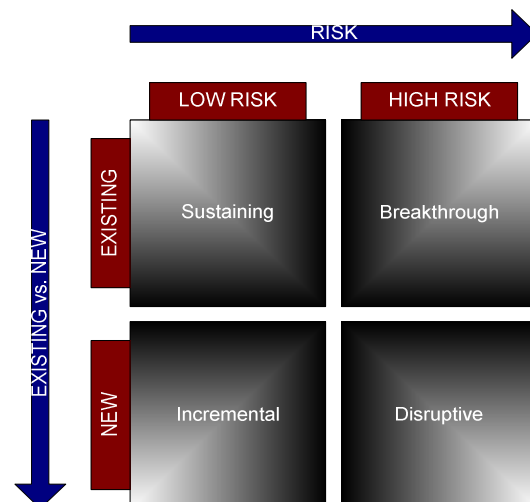 RISK
LOW RISK
HIGH RISK
EXISTING vs. NEW
EXISTING
Sustaining
Breakthrough
NEW
Incremental
Disruptive